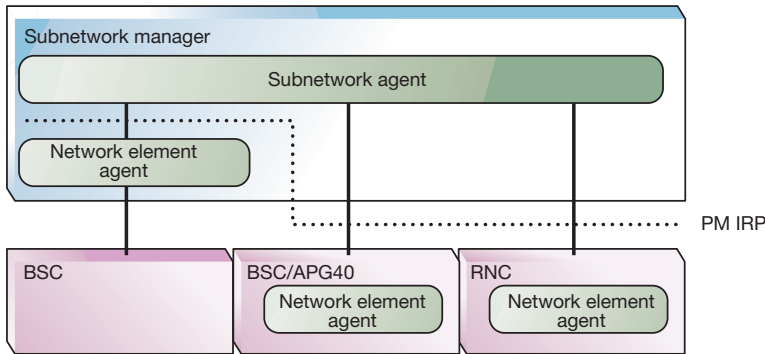 Subnetwork manager
Subnetwork agent
Network element
agent
PM IRP
BSC
BSC/APG40
Network element
agent
RNC
Network element
agent